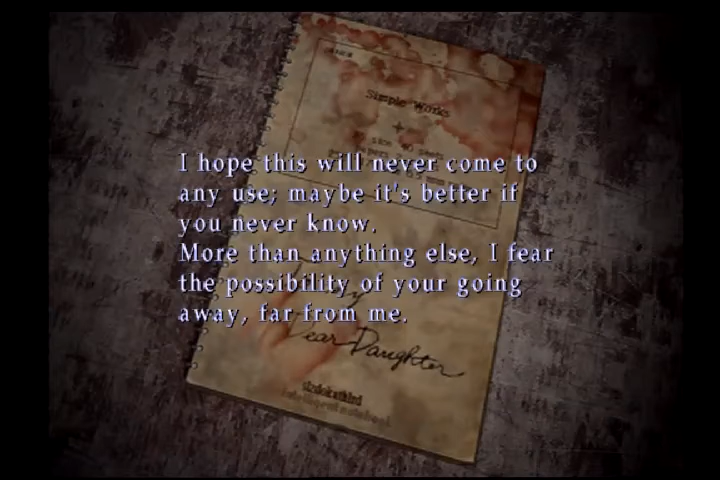 Simple Works
I hope this will never come to
any use; maybe it's better if
you never know.
More than anything else, I fear
the possibility of your going
away, far from me.
Dear Daughter